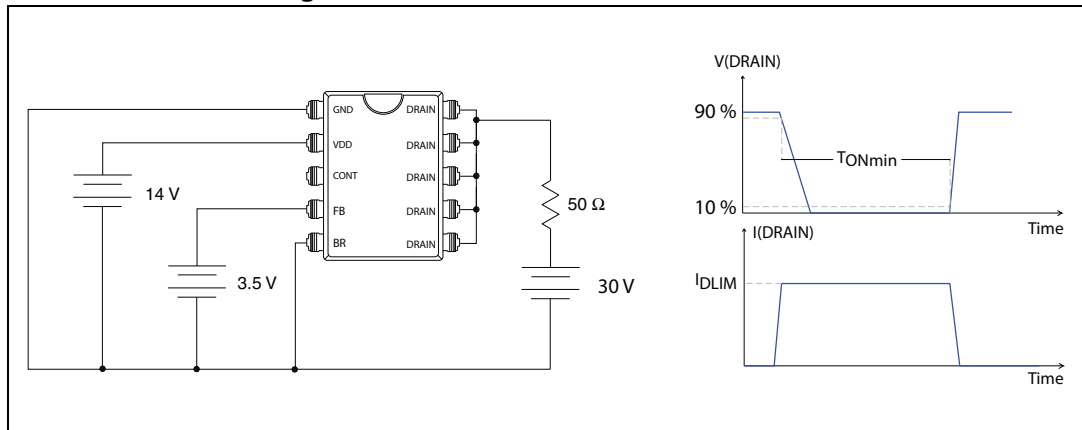 GND DRAIN
VDD DRAIN
CONT DRAIN
FB DRAIN
BR DRAIN
14 V
3.5 V
50 Ω
30 V
V(DRAIN)
90 %
TONmin
10 %
Time
I(DRAIN)
IDLIM
Time